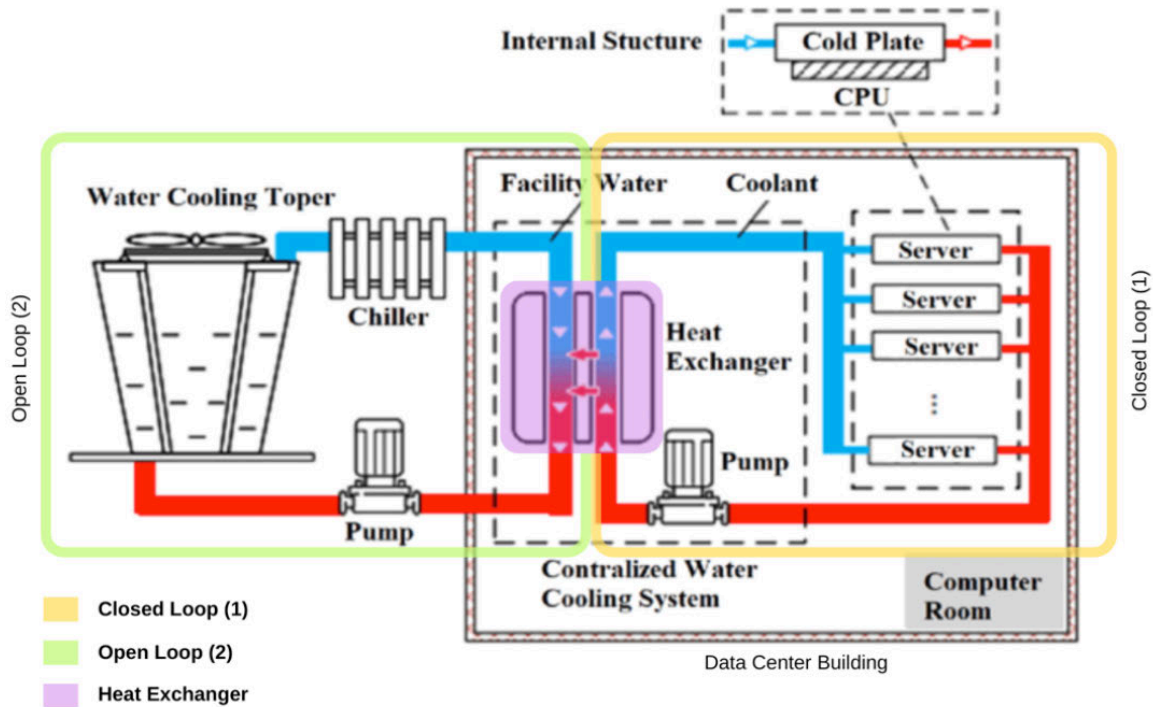 Internal Stucture
Cold Plate
CPU
Water Cooling Toper
Facility Water
Coolant
Server
Server
Server
Server
Chiller
Heat
Exchanger
Pump
Pump
Open Loop (2)
Closed Loop (1)
Contralized Water
Cooling System
Computer
Room
Data Center Building
Closed Loop (1)
Open Loop (2)
Heat Exchanger